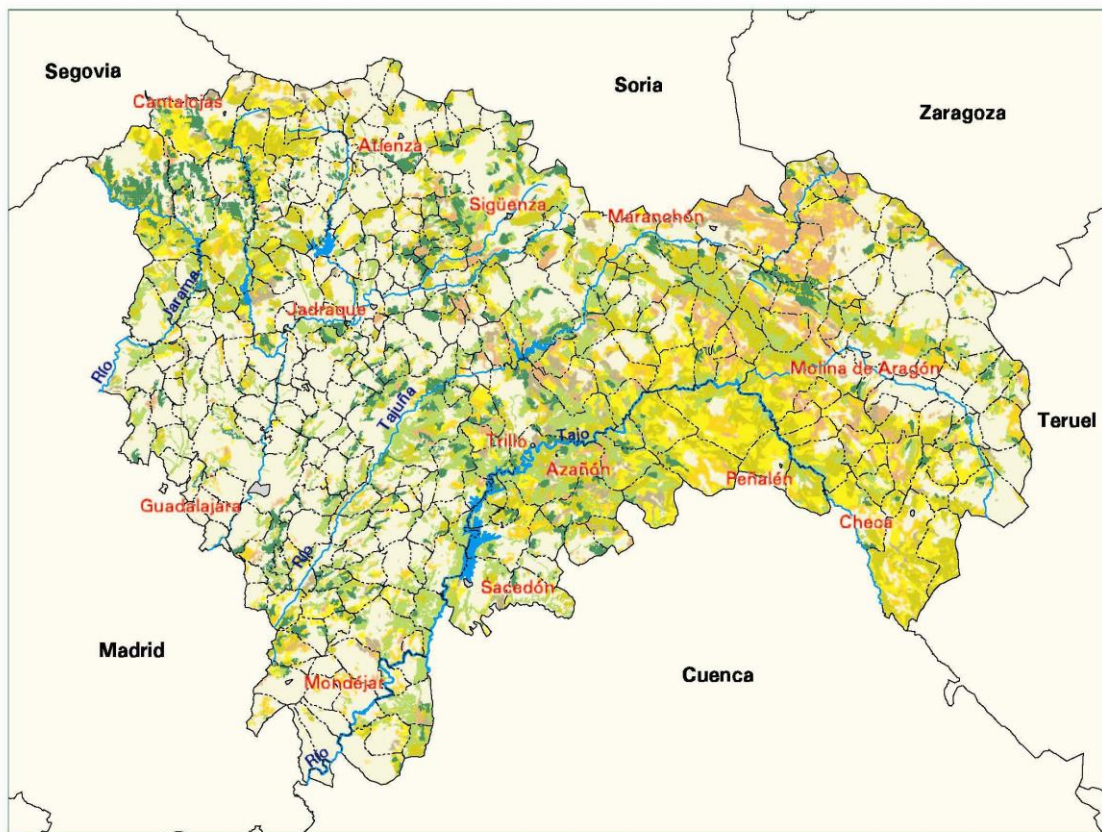 Segovia
Soria
Cantalojas
Zaragoza
Atienza
Sigüenza
Maranchón
Jarama
Jadraque
Río
Molina de Aragón
Tajuña
Teruel
Trillo
Tajo
Azañón
Peñalén
Guadalajara
Checa
Río
Sacedón
Madrid
Cuenca
Mondéjar
Río